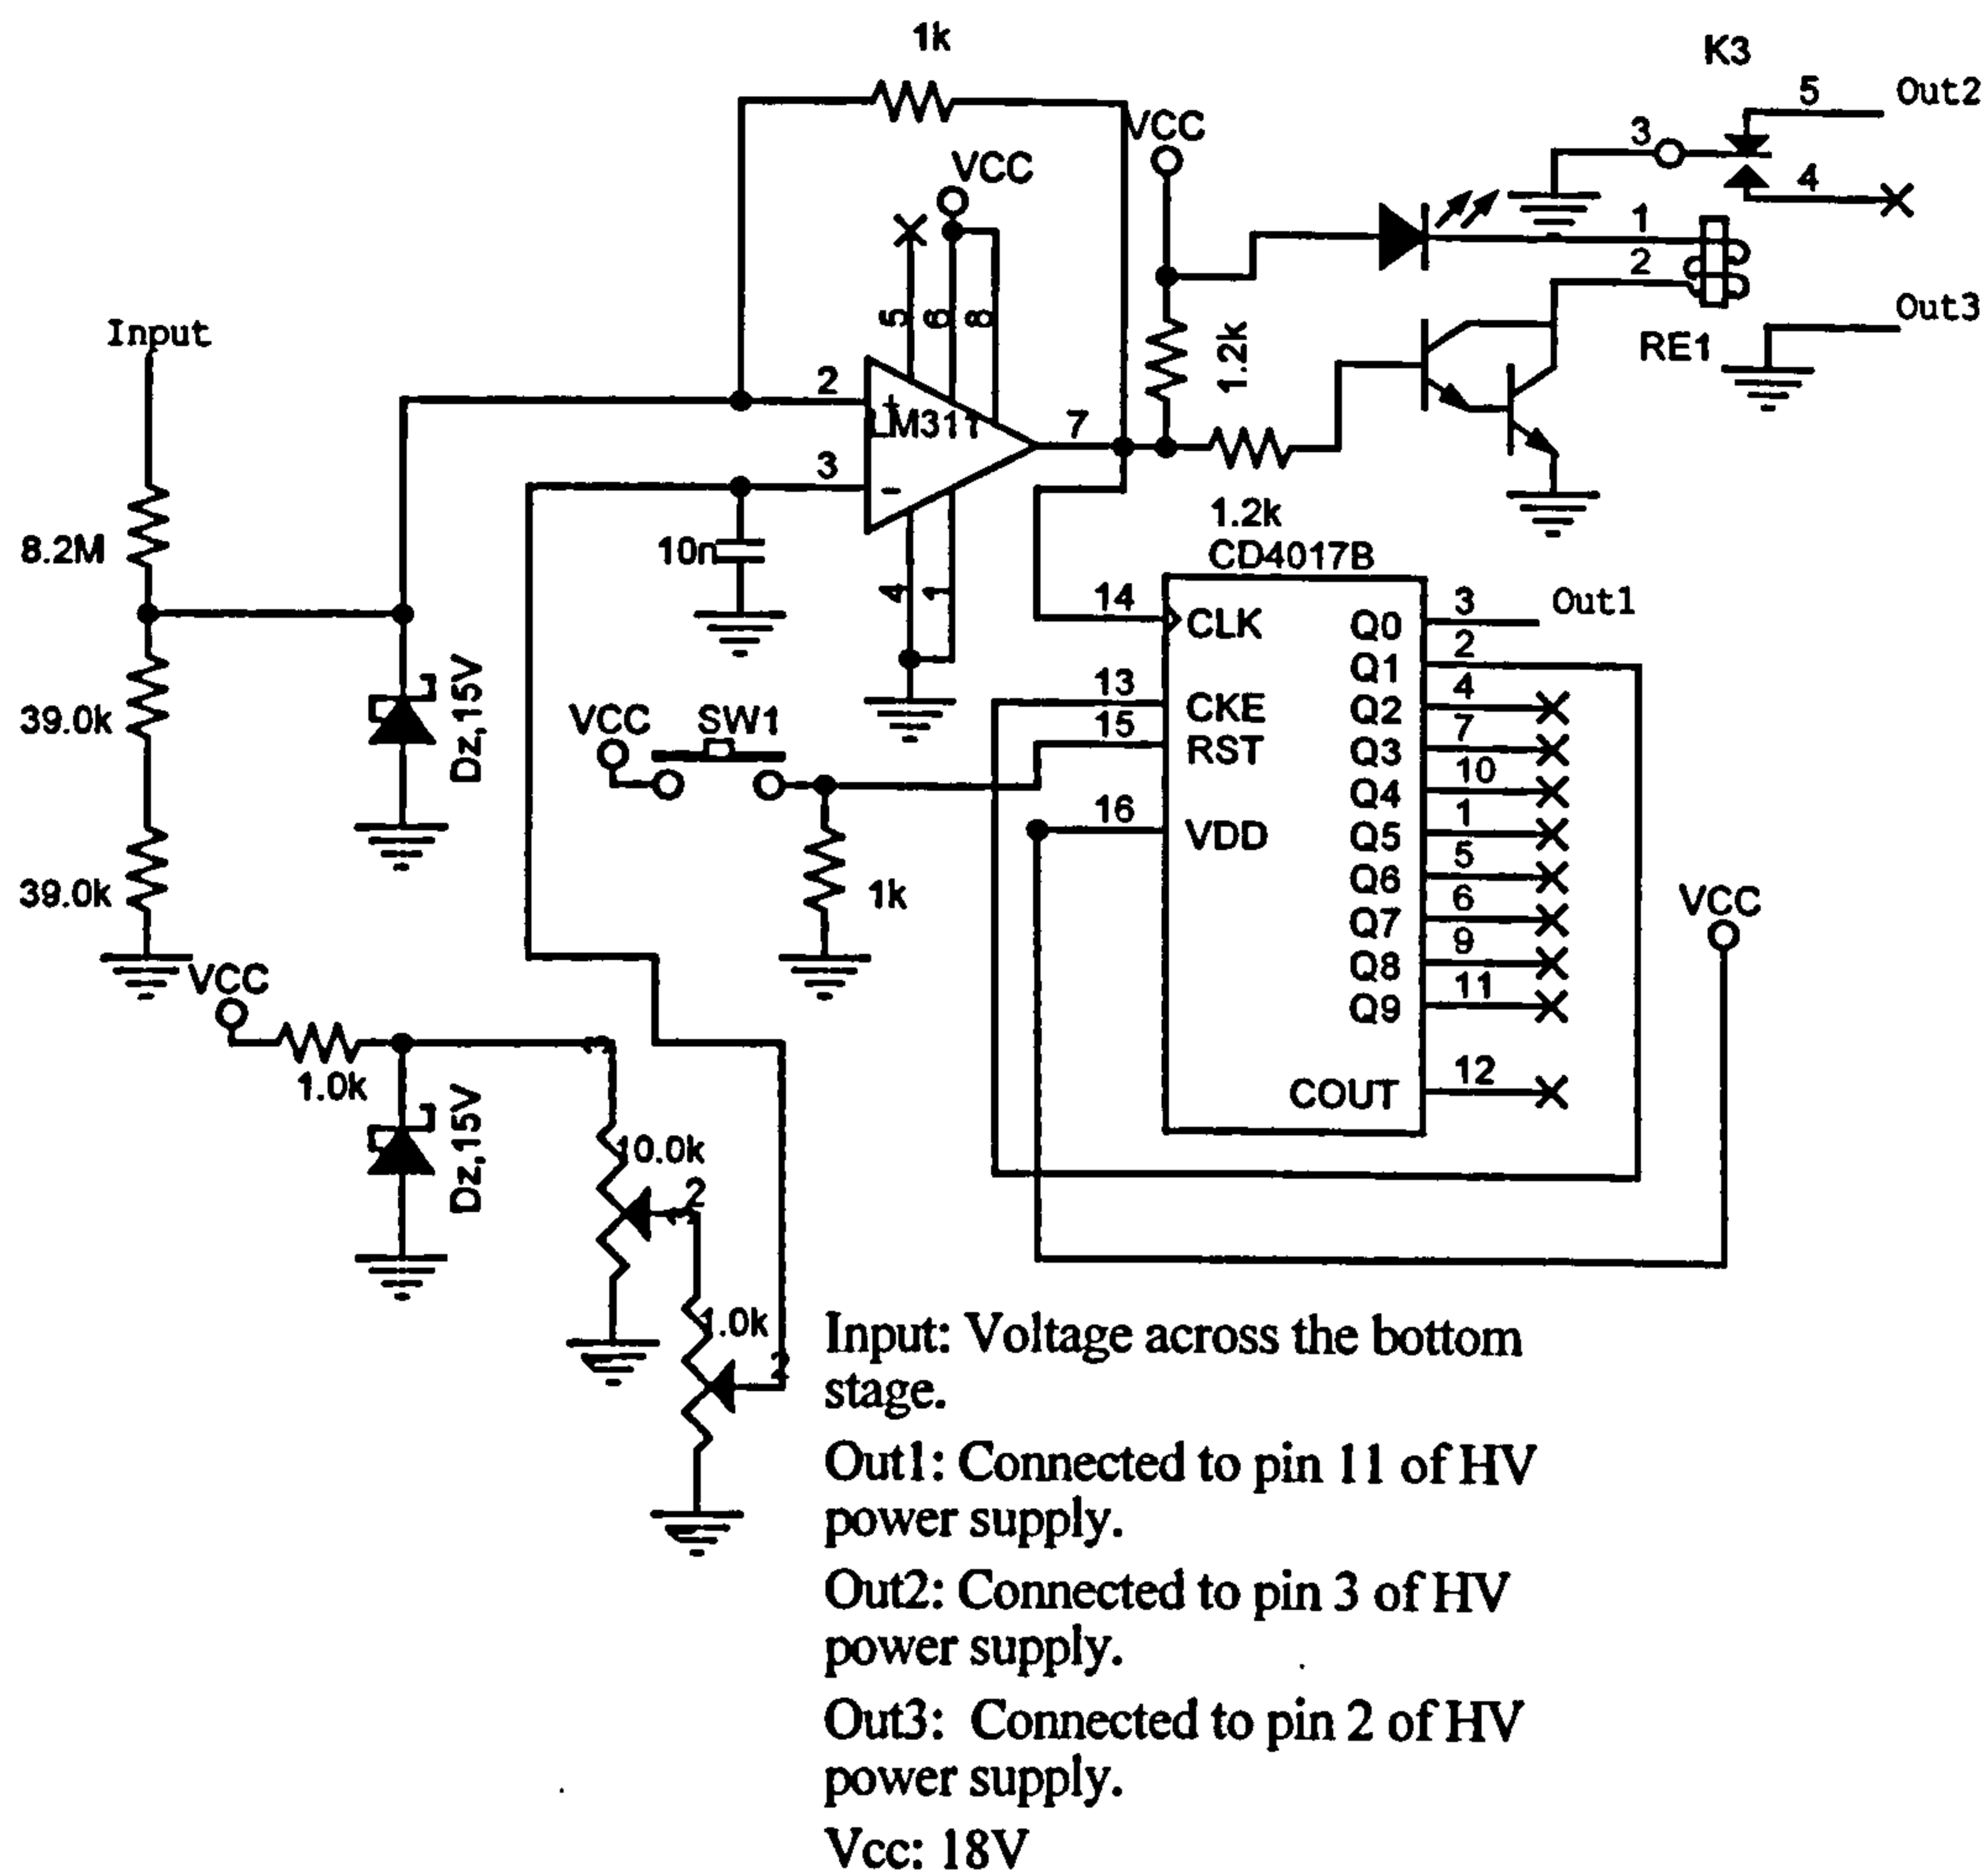 1k
K3
5
Out2
VCC
3
VCC
4
1
2
5
6
8
Out3
Input
1.2k
RE1
2
+
LM311
7
3
-
8.2M
10n
1.2k
CD4017B
4
1
14
CLK
Q0
3
Out1
Q1
2
13
CKE
Q2
4
39.0k
Dz,15V
VCC
SW1
15
RST
Q3
7
Q4
10
16
VDD
Q5
1
39.0k
1k
Q6
5
Q7
6
VCC
Q8
9
VCC
Q9
11
1.0k
COUT
12
Dz,15V
10.0k
2
1.0k
2
Input: Voltage across the bottom
stage.
Out1: Connected to pin 11 of HV
power supply.
Out2: Connected to pin 3 of HV
power supply.
Out3: Connected to pin 2 of HV
power supply.
Vcc: 18V